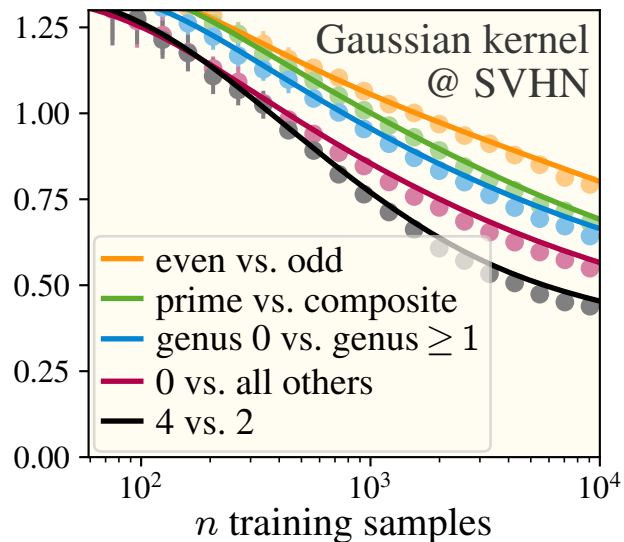 Gaussian kernel
@ SVHN
1.25
1.00
0.75
0.50
0.25
0.00
even vs. odd
prime vs. composite
genus 0 vs. genus ≥ 1
0 vs. all others
4 vs. 2
10² 10³ 10⁴
n training samples